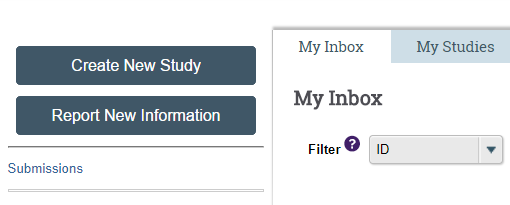 Create New Study
Report New Information
Submissions
My Inbox
My Studies
My Inbox
Filter ?
ID